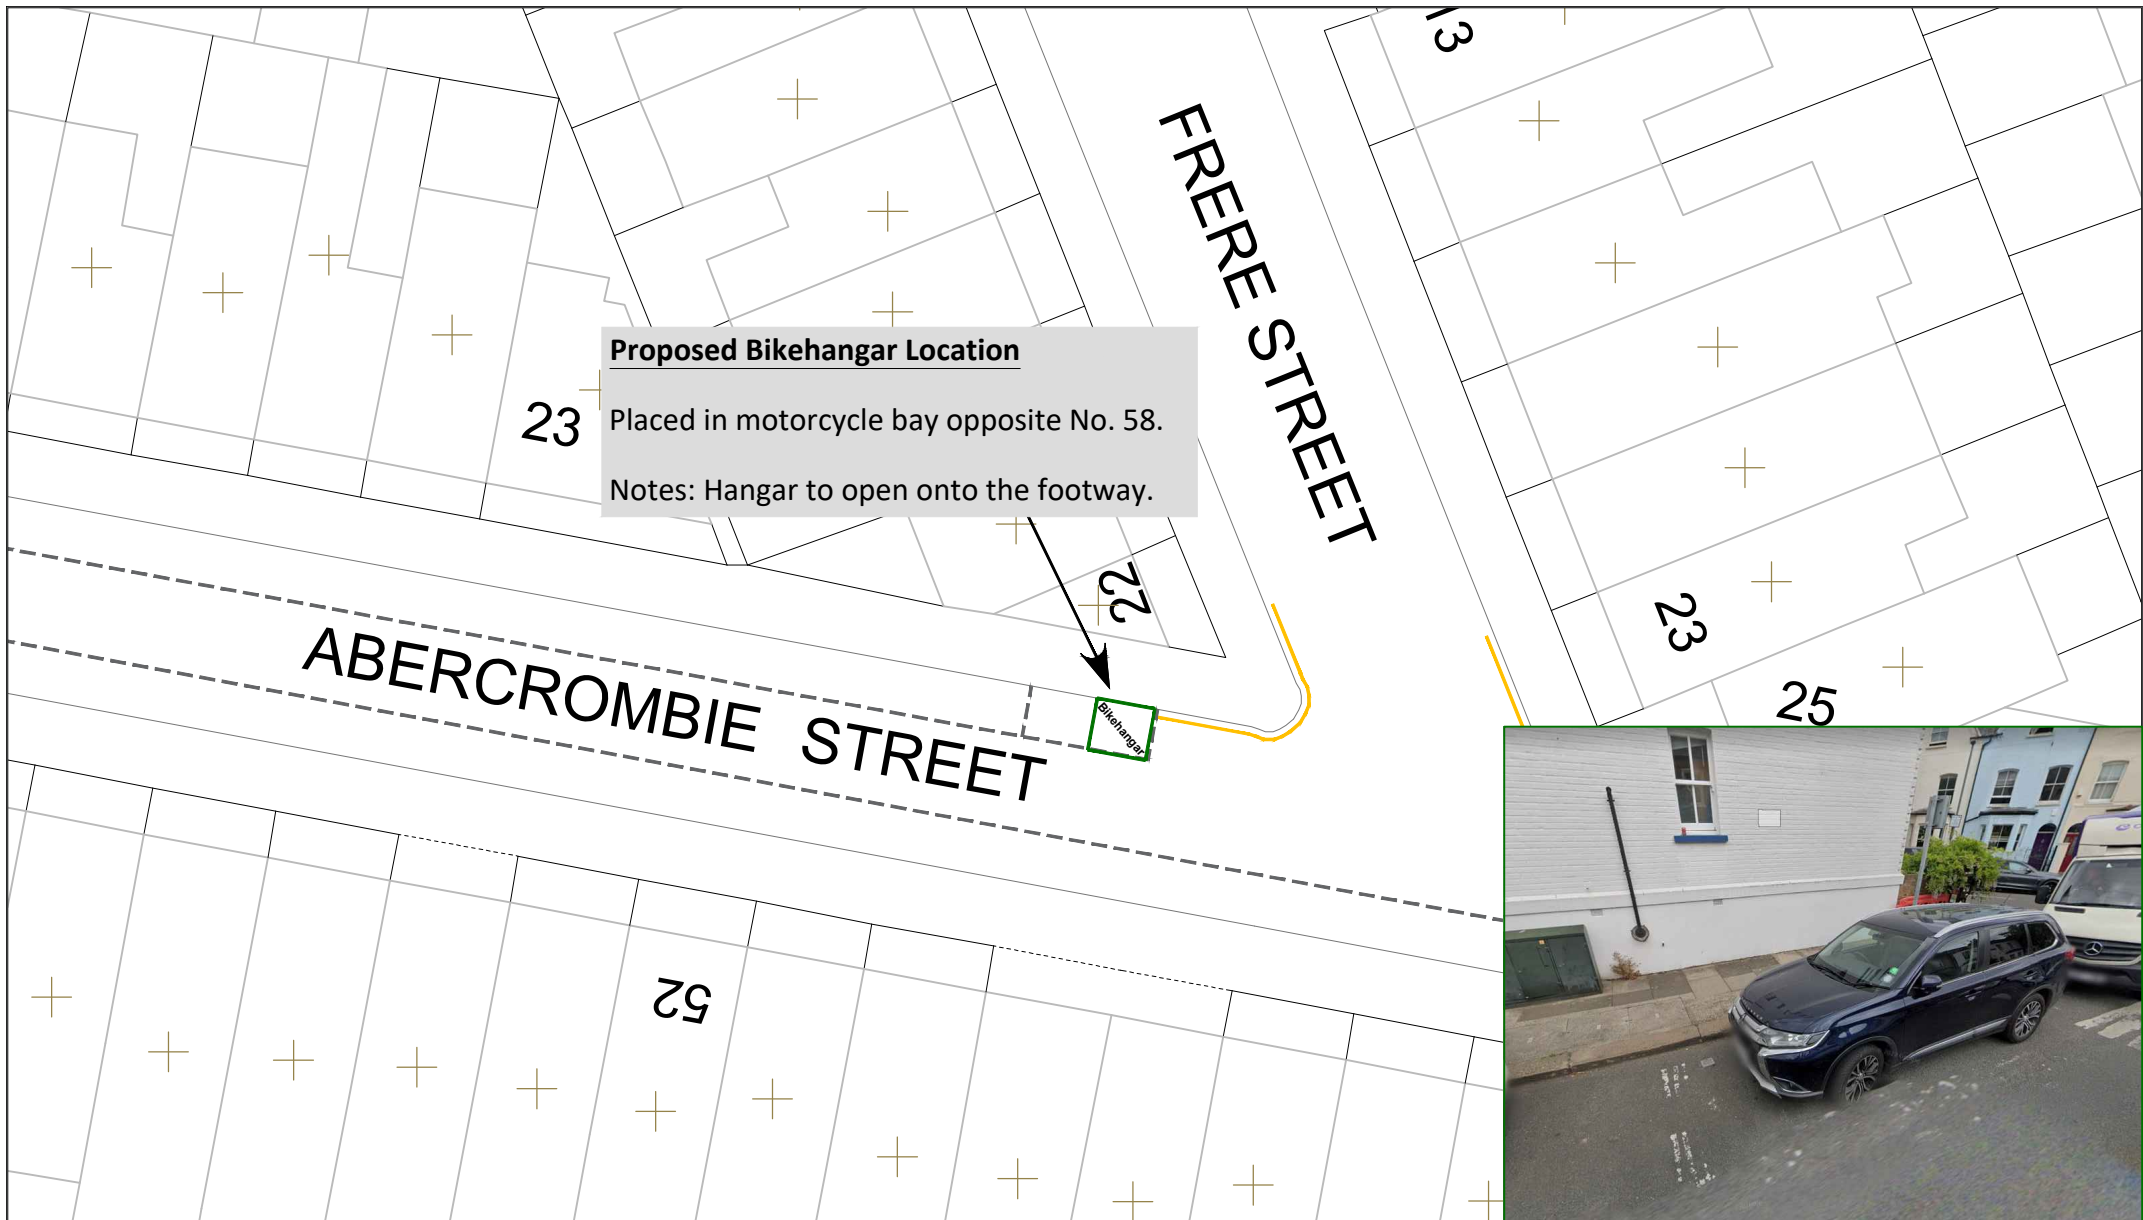 13
FRERE STREET
Proposed Bikehangar Location
Placed in motorcycle bay opposite No. 58.
Notes: Hangar to open onto the footway.
23
22
23
25
Bikehangar
ABERCROMBIE STREET
52